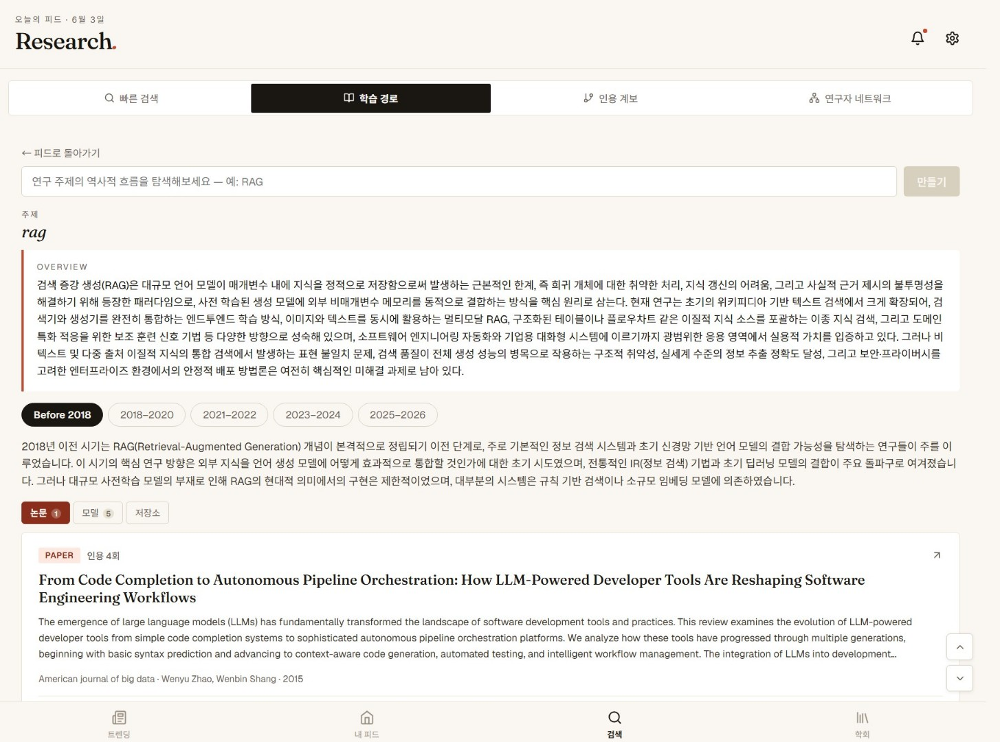 오늘의 피드 · 6월 3일
Research.
빠른 검색
학습 경로
인용 계보
연구자 네트워크
← 피드로 돌아가기
연구 주제의 역사적 흐름을 탐색해보세요 — 예: RAG
만들기
주제
rag
OVERVIEW
검색 증강 생성(RAG)은 대규모 언어 모델이 매개변수 내에 지식을 정적으로 저장함으로써 발생하는 근본적인 한계, 즉 희귀 개체에 대한 취약한 처리, 지식 갱신의 어려움, 그리고 사실적 근거 제시의 불투명성을
해결하기 위해 등장한 패러다임으로, 사전 학습된 생성 모델에 외부 비매개변수 메모리를 동적으로 결합하는 방식을 핵심 원리로 삼는다. 현재 연구는 초기의 위키피디아 기반 텍스트 검색에서 크게 확장되어, 검
색기와 생성기를 완전히 통합하는 엔드투엔드 학습 방식, 이미지와 텍스트를 동시에 활용하는 멀티모달 RAG, 구조화된 테이블이나 플로우차트 같은 이질적 지식 소스를 포괄하는 이종 지식 검색, 그리고 도메인
특화 적응을 위한 보조 훈련 신호 기법 등 다양한 방향으로 성숙해 있으며, 소프트웨어 엔지니어링 자동화와 기업용 대화형 시스템에 이르기까지 광범위한 응용 영역에서 실용적 가치를 입증하고 있다. 그러나 비
텍스트 및 다중 출처 이질적 지식의 통합 검색에서 발생하는 표현 불일치 문제, 검색 품질이 전체 생성 성능의 병목으로 작용하는 구조적 취약성, 실세계 수준의 정보 추출 정확도 달성, 그리고 보안·프라이버시를
고려한 엔터프라이즈 환경에서의 안정적 배포 방법론은 여전히 핵심적인 미해결 과제로 남아 있다.
Before 2018
2018–2020
2021–2022
2023–2024
2025–2026
2018년 이전 시기는 RAG(Retrieval-Augmented Generation) 개념이 본격적으로 정립되기 이전 단계로, 주로 기본적인 정보 검색 시스템과 초기 신경망 기반 언어 모델의 결합 가능성을 탐색하는 연구들이 주를 이
루었습니다. 이 시기의 핵심 연구 방향은 외부 지식을 언어 생성 모델에 어떻게 효과적으로 통합할 것인가에 대한 초기 시도였으며, 전통적인 IR(정보 검색) 기법과 초기 딥러닝 모델의 결합이 주요 돌파구로 여겨졌습니
다. 그러나 대규모 사전학습 모델의 부재로 인해 RAG의 현대적 의미에서의 구현은 제한적이었으며, 대부분의 시스템은 규칙 기반 검색이나 소규모 임베딩 모델에 의존하였습니다.
논문 1
모델 5
저장소
PAPER 인용 4회
From Code Completion to Autonomous Pipeline Orchestration: How LLM-Powered Developer Tools Are Reshaping Software
Engineering Workflows
The emergence of large language models (LLMs) has fundamentally transformed the landscape of software development tools and practices. This review examines the evolution of LLM-powered
developer tools from simple code completion systems to sophisticated autonomous pipeline orchestration platforms. We analyze how these tools have progressed through multiple generations,
beginning with basic syntax prediction and advancing to context-aware code generation, automated testing, and intelligent workflow management. The integration of LLMs into development...
American journal of big data · Wenyu Zhao, Wenbin Shang · 2015
트렌딩
내 피드
검색
학회